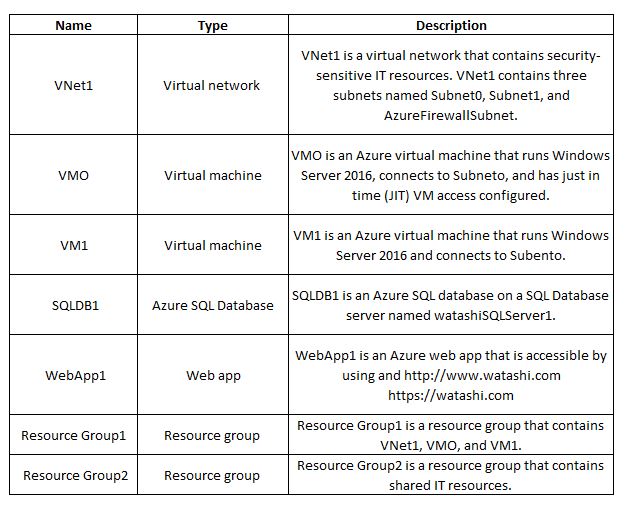 Name Type Description
VNet1 Virtual network VNet1 is a virtual network that contains security-
sensitive IT resources. VNet1 contains three
subnets named Subnet0, Subnet1, and
AzureFirewallSubnet.
VMO Virtual machine VMO is an Azure virtual machine that runs Windows
Server 2016, connects to Subneto, and has just in
time (JIT) VM access configured.
VM1 Virtual machine VM1 is an Azure virtual machine that runs Windows
Server 2016 and connects to Subento.
SQLDB1 Azure SQL Database SQLDB1 is an Azure SQL database on a SQL Database
server named watashiSQLServer1.
WebApp1 Web app WebApp1 is an Azure web app that is accessible by
using and http://www.watashi.com
https://watashi.com
Resource Group1 Resource group Resource Group1 is a resource group that contains
VNet1, VMO, and VM1.
Resource Group2 Resource group Resource Group2 is a resource group that contains
shared IT resources.